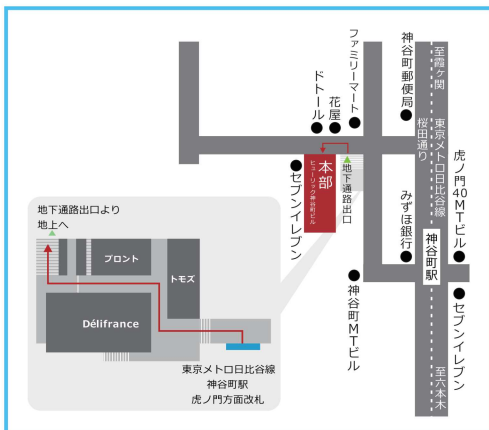 ファミリーマート
ドトール
花屋
神谷町郵便局
至霞ヶ関
桜田通り
東京メトロ日比谷線
本部
ヒューリック神谷町ビル
地下通路出口
セブンイレブン
みずほ銀行
虎ノ門40MTビル
神谷町駅
神谷町MTビル
セブンイレブン
至六本木
地下通路出口より
地上へ
プロント
トモズ
Délifrance
東京メトロ日比谷線
神谷町駅
虎ノ門方面改札